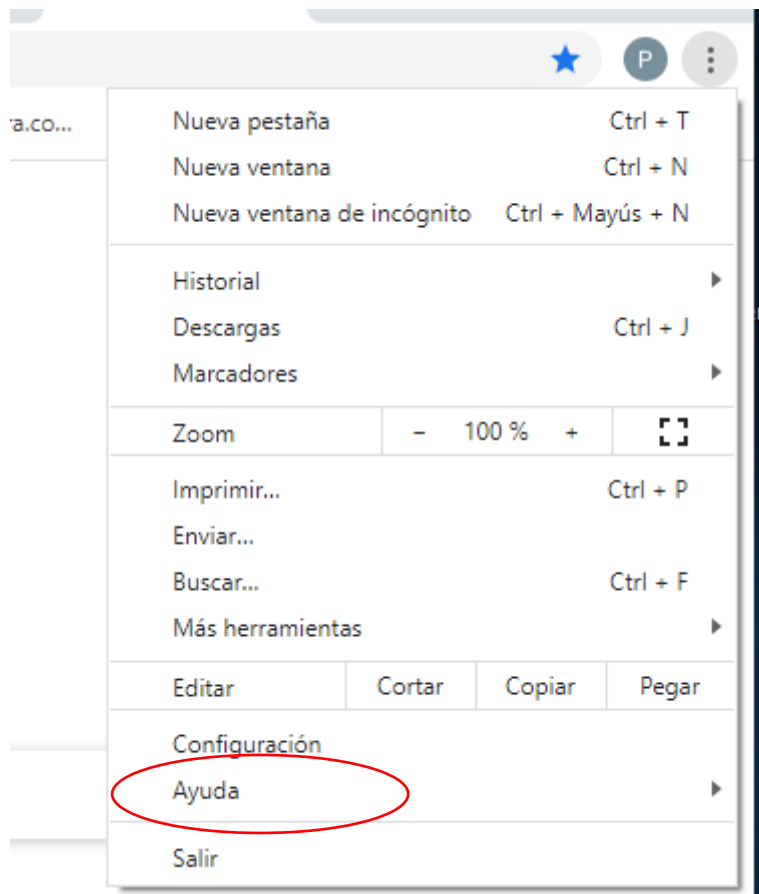 P
ra.co...
Nueva pestaña Ctrl + T
Nueva ventana Ctrl + N
Nueva ventana de incógnito Ctrl + Mayús + N
Historial
Descargas Ctrl + J
Marcadores
Zoom - 100 % +
Imprimir... Ctrl + P
Enviar...
Buscar... Ctrl + F
Más herramientas
Editar Cortar Copiar Pegar
Configuración
Ayuda
Salir